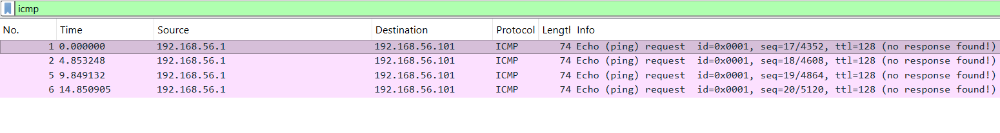 icmp
No. Time Source Destination Protocol Length Info
1 0.000000 192.168.56.1 192.168.56.101 ICMP 74 Echo (ping) request id=0x0001, seq=17/4352, ttl=128 (no response found!)
2 4.853248 192.168.56.1 192.168.56.101 ICMP 74 Echo (ping) request id=0x0001, seq=18/4608, ttl=128 (no response found!)
5 9.849132 192.168.56.1 192.168.56.101 ICMP 74 Echo (ping) request id=0x0001, seq=19/4864, ttl=128 (no response found!)
6 14.850905 192.168.56.1 192.168.56.101 ICMP 74 Echo (ping) request id=0x0001, seq=20/5120, ttl=128 (no response found!)